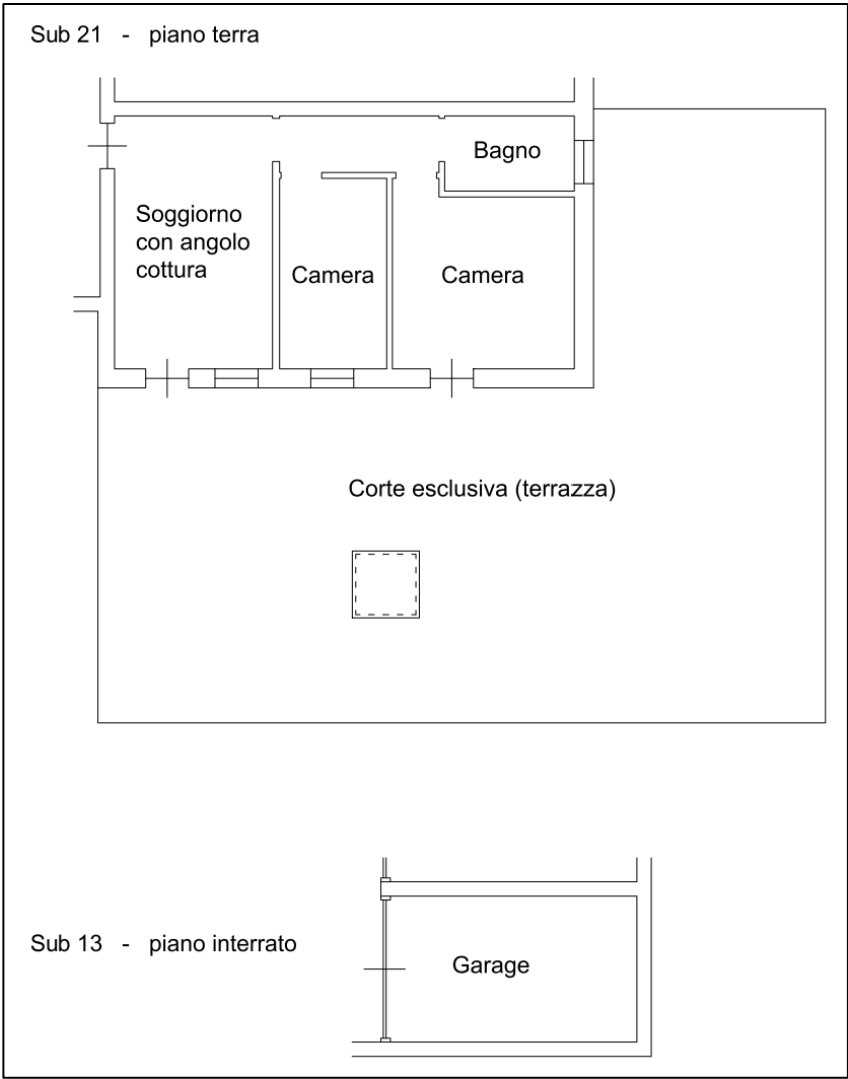 Sub 21 - piano terra
Bagno
Soggiorno
con angolo
cottura
Camera
Camera
Corte esclusiva (terrazza)
Sub 13 - piano interrato
Garage